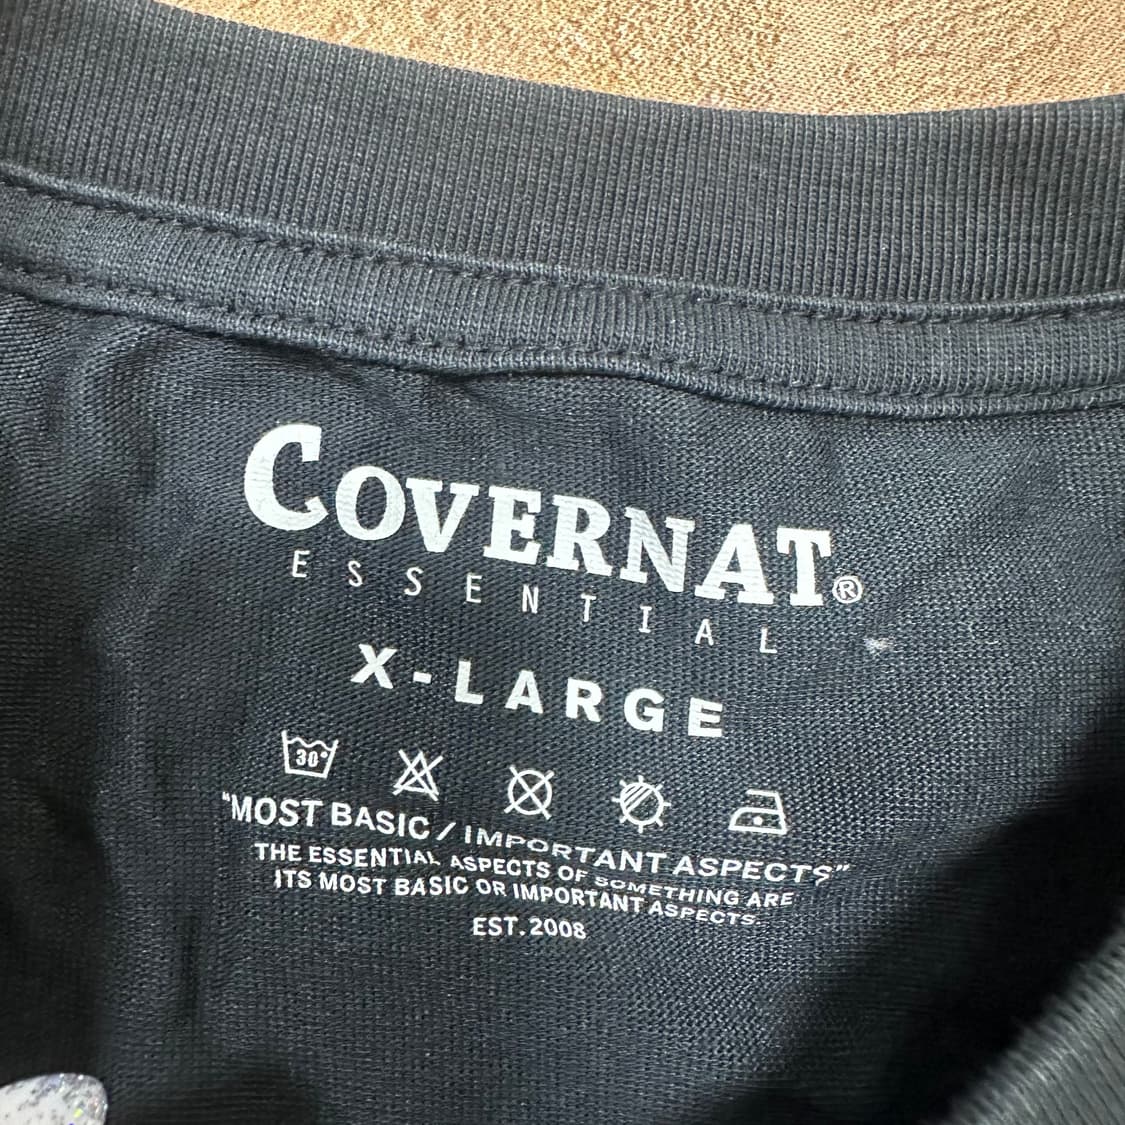 COVERNAT®
ESSENTIAL
X-LARGE
30°
"MOST BASIC/IMPORTANT ASPECTS"
THE ESSENTIAL ASPECTS OF SOMETHING ARE
ITS MOST BASIC OR IMPORTANT ASPECTS.
EST. 2008